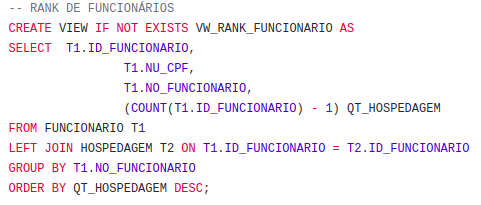 -- RANK DE FUNCIONÁRIOS
CREATE VIEW IF NOT EXISTS VW_RANK_FUNCIONARIO AS
SELECT T1.ID_FUNCIONARIO,
T1.NU_CPF,
T1.NO_FUNCIONARIO,
(COUNT(T1.ID_FUNCIONARIO) - 1) QT_HOSPEDAGEM
FROM FUNCIONARIO T1
LEFT JOIN HOSPEDAGEM T2 ON T1.ID_FUNCIONARIO = T2.ID_FUNCIONARIO
GROUP BY T1.NO_FUNCIONARIO
ORDER BY QT_HOSPEDAGEM DESC;